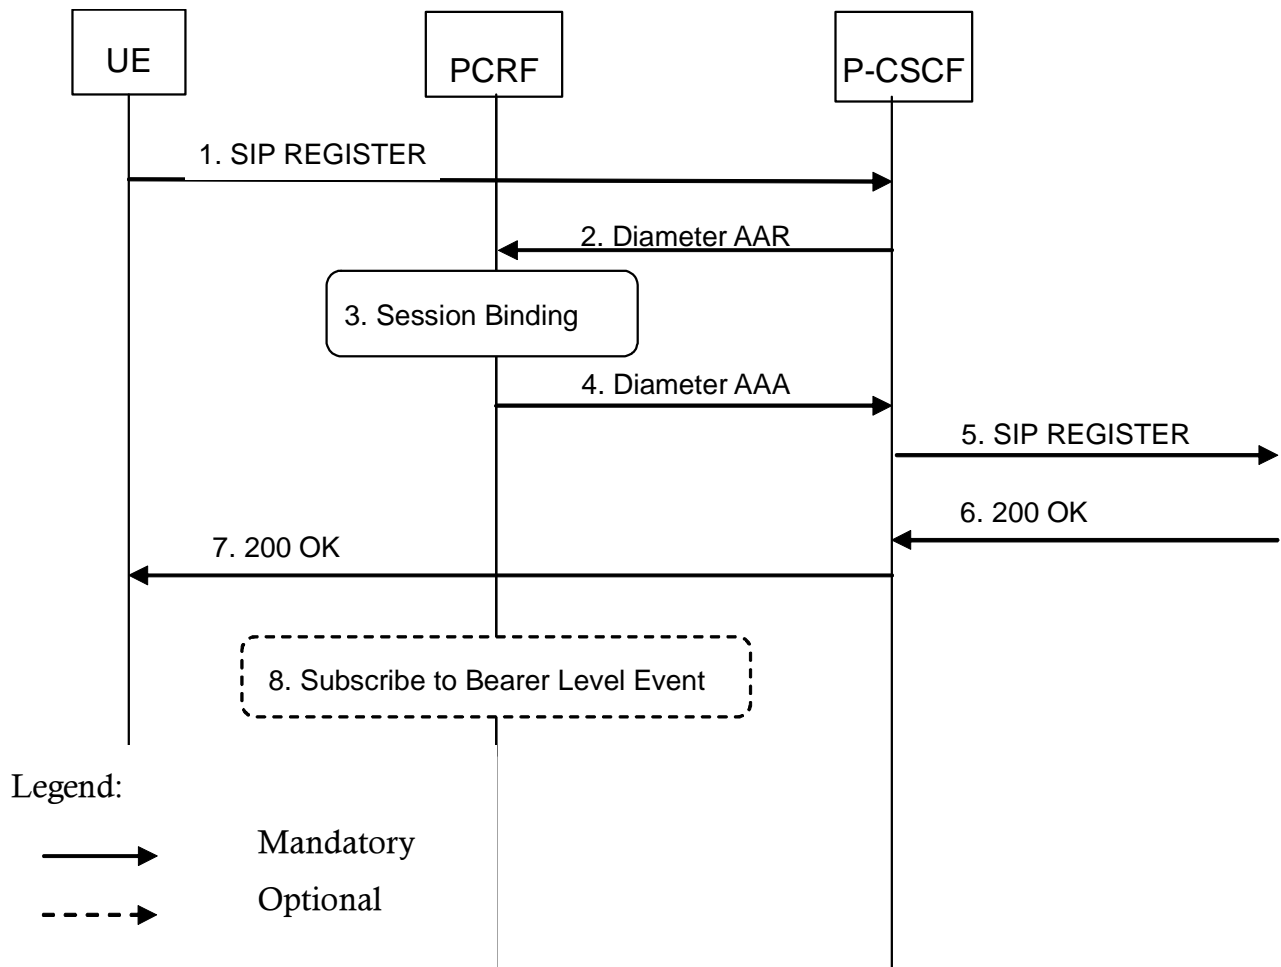 UE
PCRF
P-CSCF
1. SIP REGISTER
2. Diameter AAR
3. Session Binding
4. Diameter AAA
5. SIP REGISTER
6. 200 OK
7. 200 OK
8. Subscribe to Bearer Level Event
Legend:
Mandatory
Optional